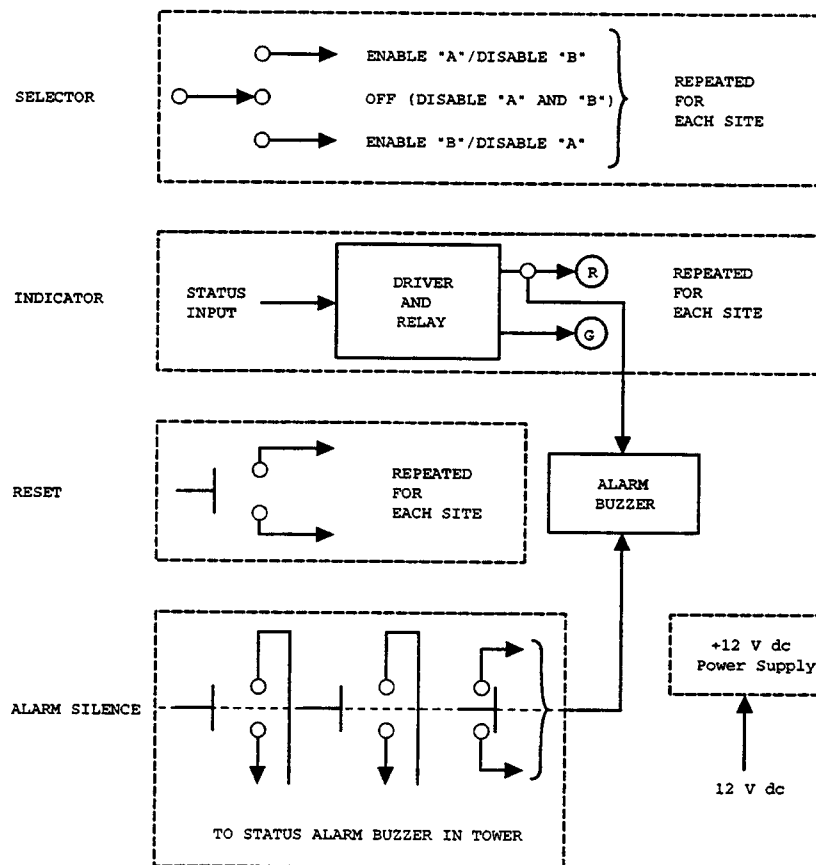 SELECTOR
ENABLE "A"/DISABLE "B"
OFF (DISABLE "A" AND "B")
ENABLE "B"/DISABLE "A"
REPEATED
FOR
EACH SITE
INDICATOR
STATUS
INPUT
DRIVER
AND
RELAY
R
G
REPEATED
FOR
EACH SITE
RESET
REPEATED
FOR
EACH SITE
ALARM
BUZZER
ALARM SILENCE
TO STATUS ALARM BUZZER IN TOWER
+12 V dc
Power Supply
12 V dc